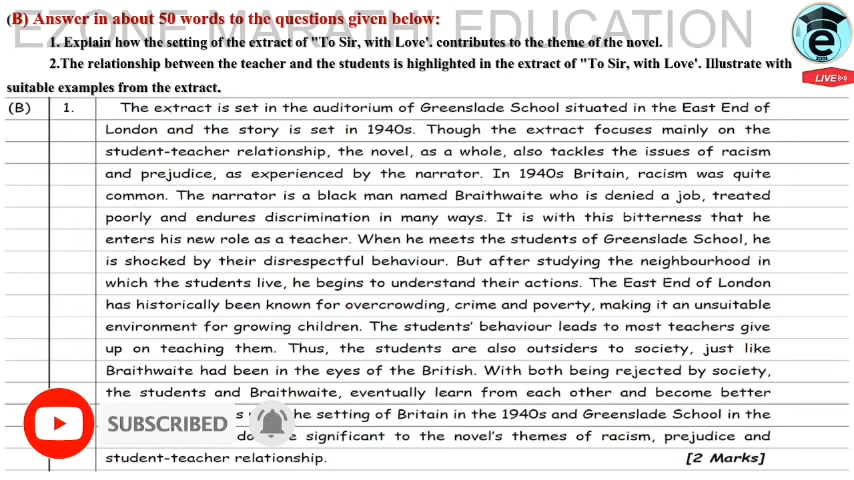 EZONE MARATHI EDUCATION
(B) Answer in about 50 words to the questions given below:
1. Explain how the setting of the extract of "To Sir, with Love'. contributes to the theme of the novel.
2.The relationship between the teacher and the students is highlighted in the extract of "To Sir, with Love'. Illustrate with
suitable examples from the extract.
e
ZONE
LIVE
(B) 1. The extract is set in the auditorium of Greenslade School situated in the East End of
London and the story is set in 1940s. Though the extract focuses mainly on the
student-teacher relationship, the novel, as a whole, also tackles the issues of racism
and prejudice, as experienced by the narrator. In 1940s Britain, racism was quite
common. The narrator is a black man named Braithwaite who is denied a job, treated
poorly and endures discrimination in many ways. It is with this bitterness that he
enters his new role as a teacher. When he meets the students of Greenslade School, he
is shocked by their disrespectful behaviour. But after studying the neighbourhood in
which the students live, he begins to understand their actions. The East End of London
has historically been known for overcrowding, crime and poverty, making it an unsuitable
environment for growing children. The students' behaviour leads to most teachers give
up on teaching them. Thus, the students are also outsiders to society, just like
Braithwaite had been in the eyes of the British. With both being rejected by society,
the students and Braithwaite, eventually learn from each other and become better
he setting of Britain in the 1940s and Greenslade School in the
significant to the novel's themes of racism, prejudice and
student-teacher relationship. [2 Marks]
SUBSCRIBED